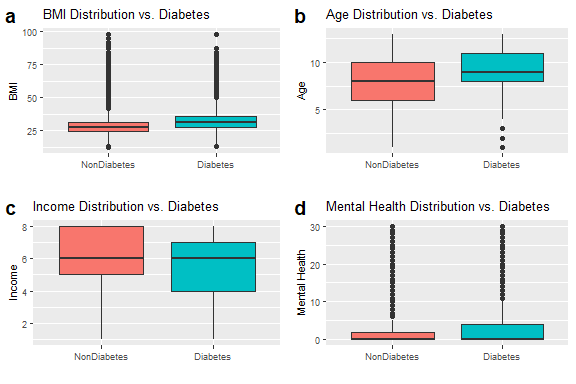 a BMI Distribution vs. Diabetes
100
75
50
25
BMI
NonDiabetes Diabetes
b Age Distribution vs. Diabetes
10
5
Age
NonDiabetes Diabetes
c Income Distribution vs. Diabetes
8
6
4
2
Income
NonDiabetes Diabetes
d Mental Health Distribution vs. Diabetes
30
20
10
0
Mental Health
NonDiabetes Diabetes